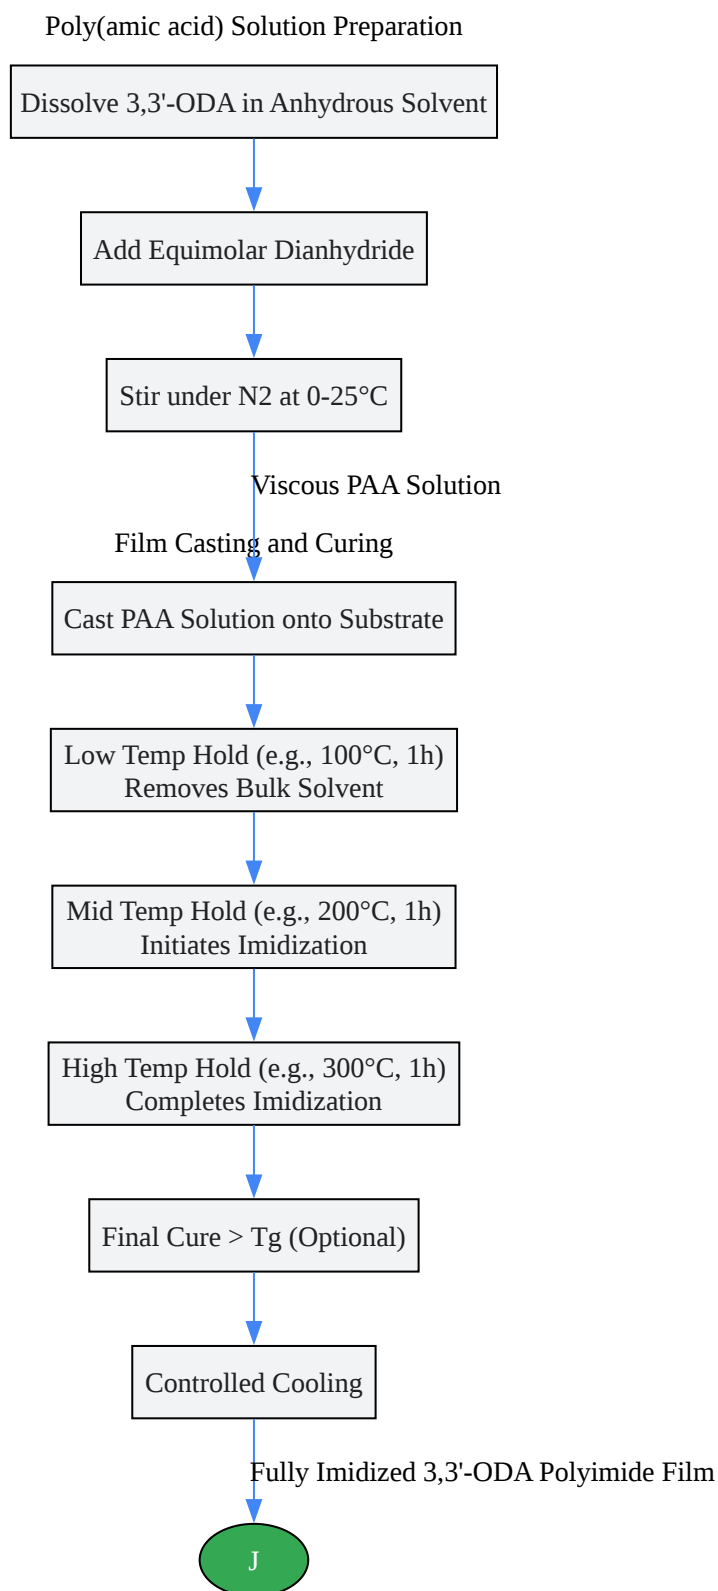 Poly(amic acid) Solution Preparation
Dissolve 3,3'-ODA in Anhydrous Solvent
Add Equimolar Dianhydride
Stir under N2 at 0-25°C
Viscous PAA Solution
Film Casting and Curing
Cast PAA Solution onto Substrate
Low Temp Hold (e.g., 100°C, 1h)
Removes Bulk Solvent
Mid Temp Hold (e.g., 200°C, 1h)
Initiates Imidization
High Temp Hold (e.g., 300°C, 1h)
Completes Imidization
Final Cure > Tg (Optional)
Controlled Cooling
Fully Imidized 3,3'-ODA Polyimide Film
J